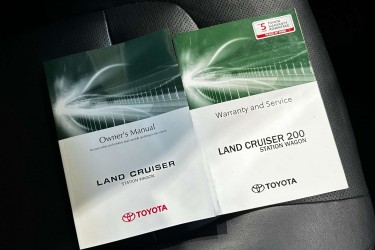 Owner's Manual
LAND CRUISER
STATION WAGON
TOYOTA
5
Warranty and Service
LAND CRUISER 200
STATION WAGON
TOYOTA